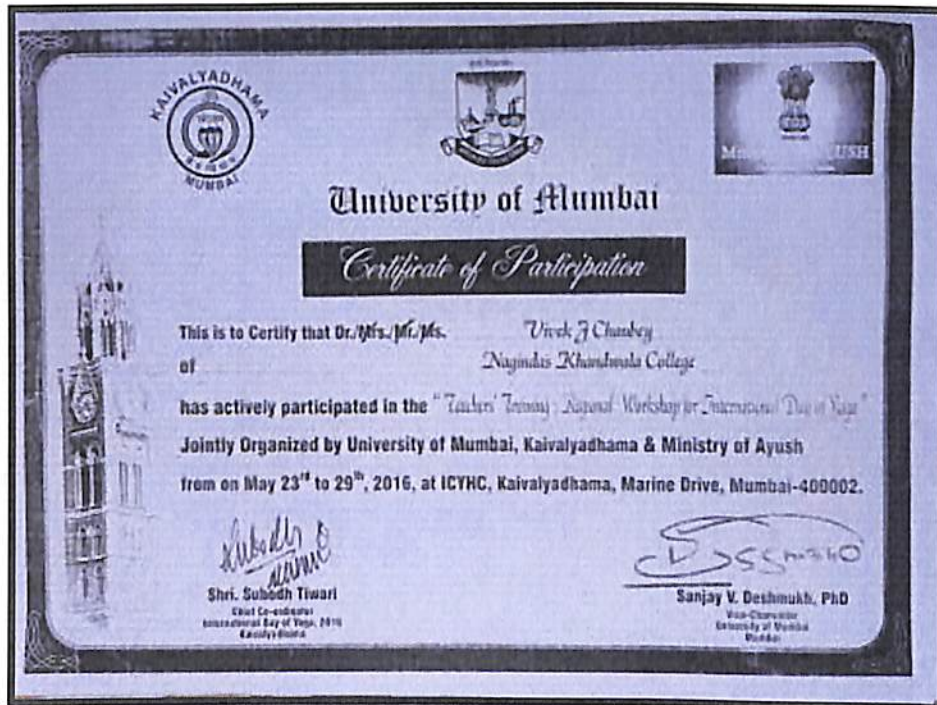 KAIVALYADHAMA
MUMBAI
University of Mumbai
Certificate of Participation
This is to Certify that Dr./Mrs./Mr./Ms. Vivek J Chaubey
of Nagindas Khandwala College
has actively participated in the "Teachers' Training : Regional Workshop for International Day of Yoga"
Jointly Organized by University of Mumbai, Kaivalyadhama & Ministry of Ayush
from on May 23rd to 29th, 2016, at ICYHC, Kaivalyadhama, Marine Drive, Mumbai-400002.
Shri. Subodh Tiwari
Chief Co-ordinator
International Day of Yoga, 2016
Kaivalyadhama
Sanjay V. Deshmukh, PhD
Vice-Chancellor
University of Mumbai
Mumbai